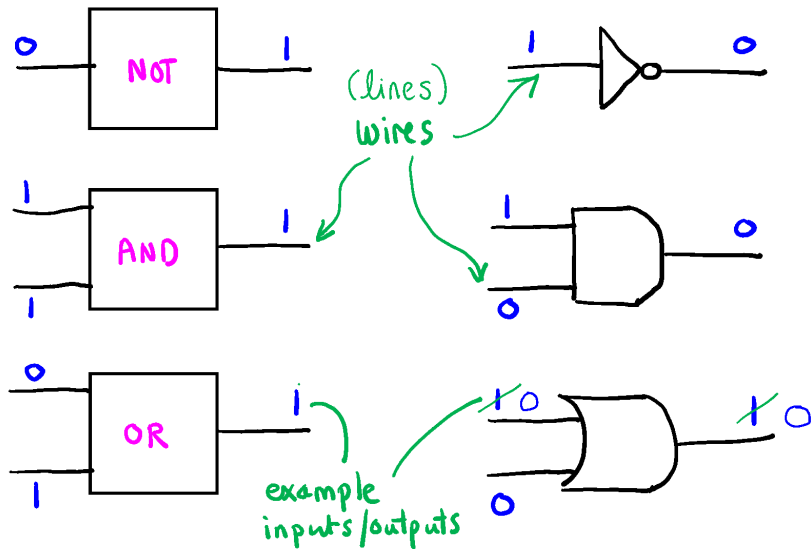 0 1 1 0
NOT
(lines)
wires
1 1 1 0
AND
1 0
0 1 1 0 1 0
OR
1 0
example
inputs/outputs